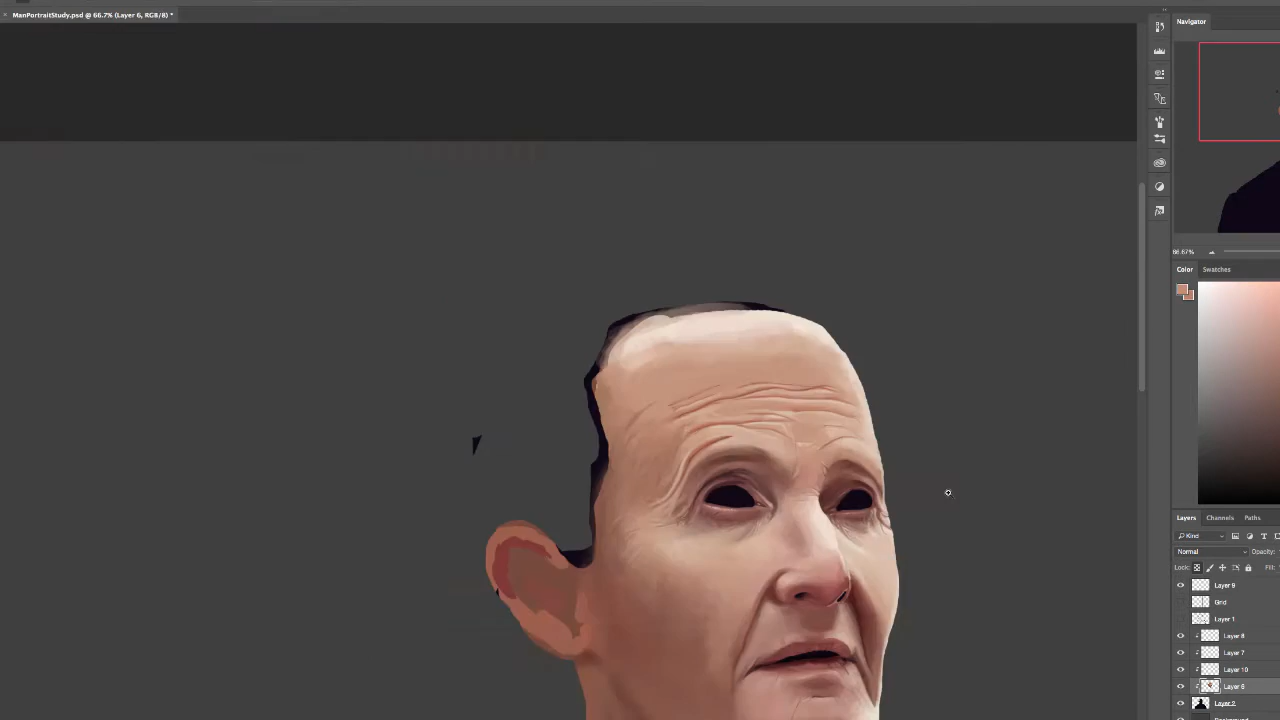 ManPortraitStudy.psd @ 66.7% (Layer 6, RGB/8) *
Navigator
66.67%
Color
Swatches
Layers
Channels
Paths
Kind
Normal
Opacity:
Lock:
Fill:
Layer 9
Grid
Layer 1
Layer 8
Layer 7
Layer 10
Layer 6
Layer 2
Background